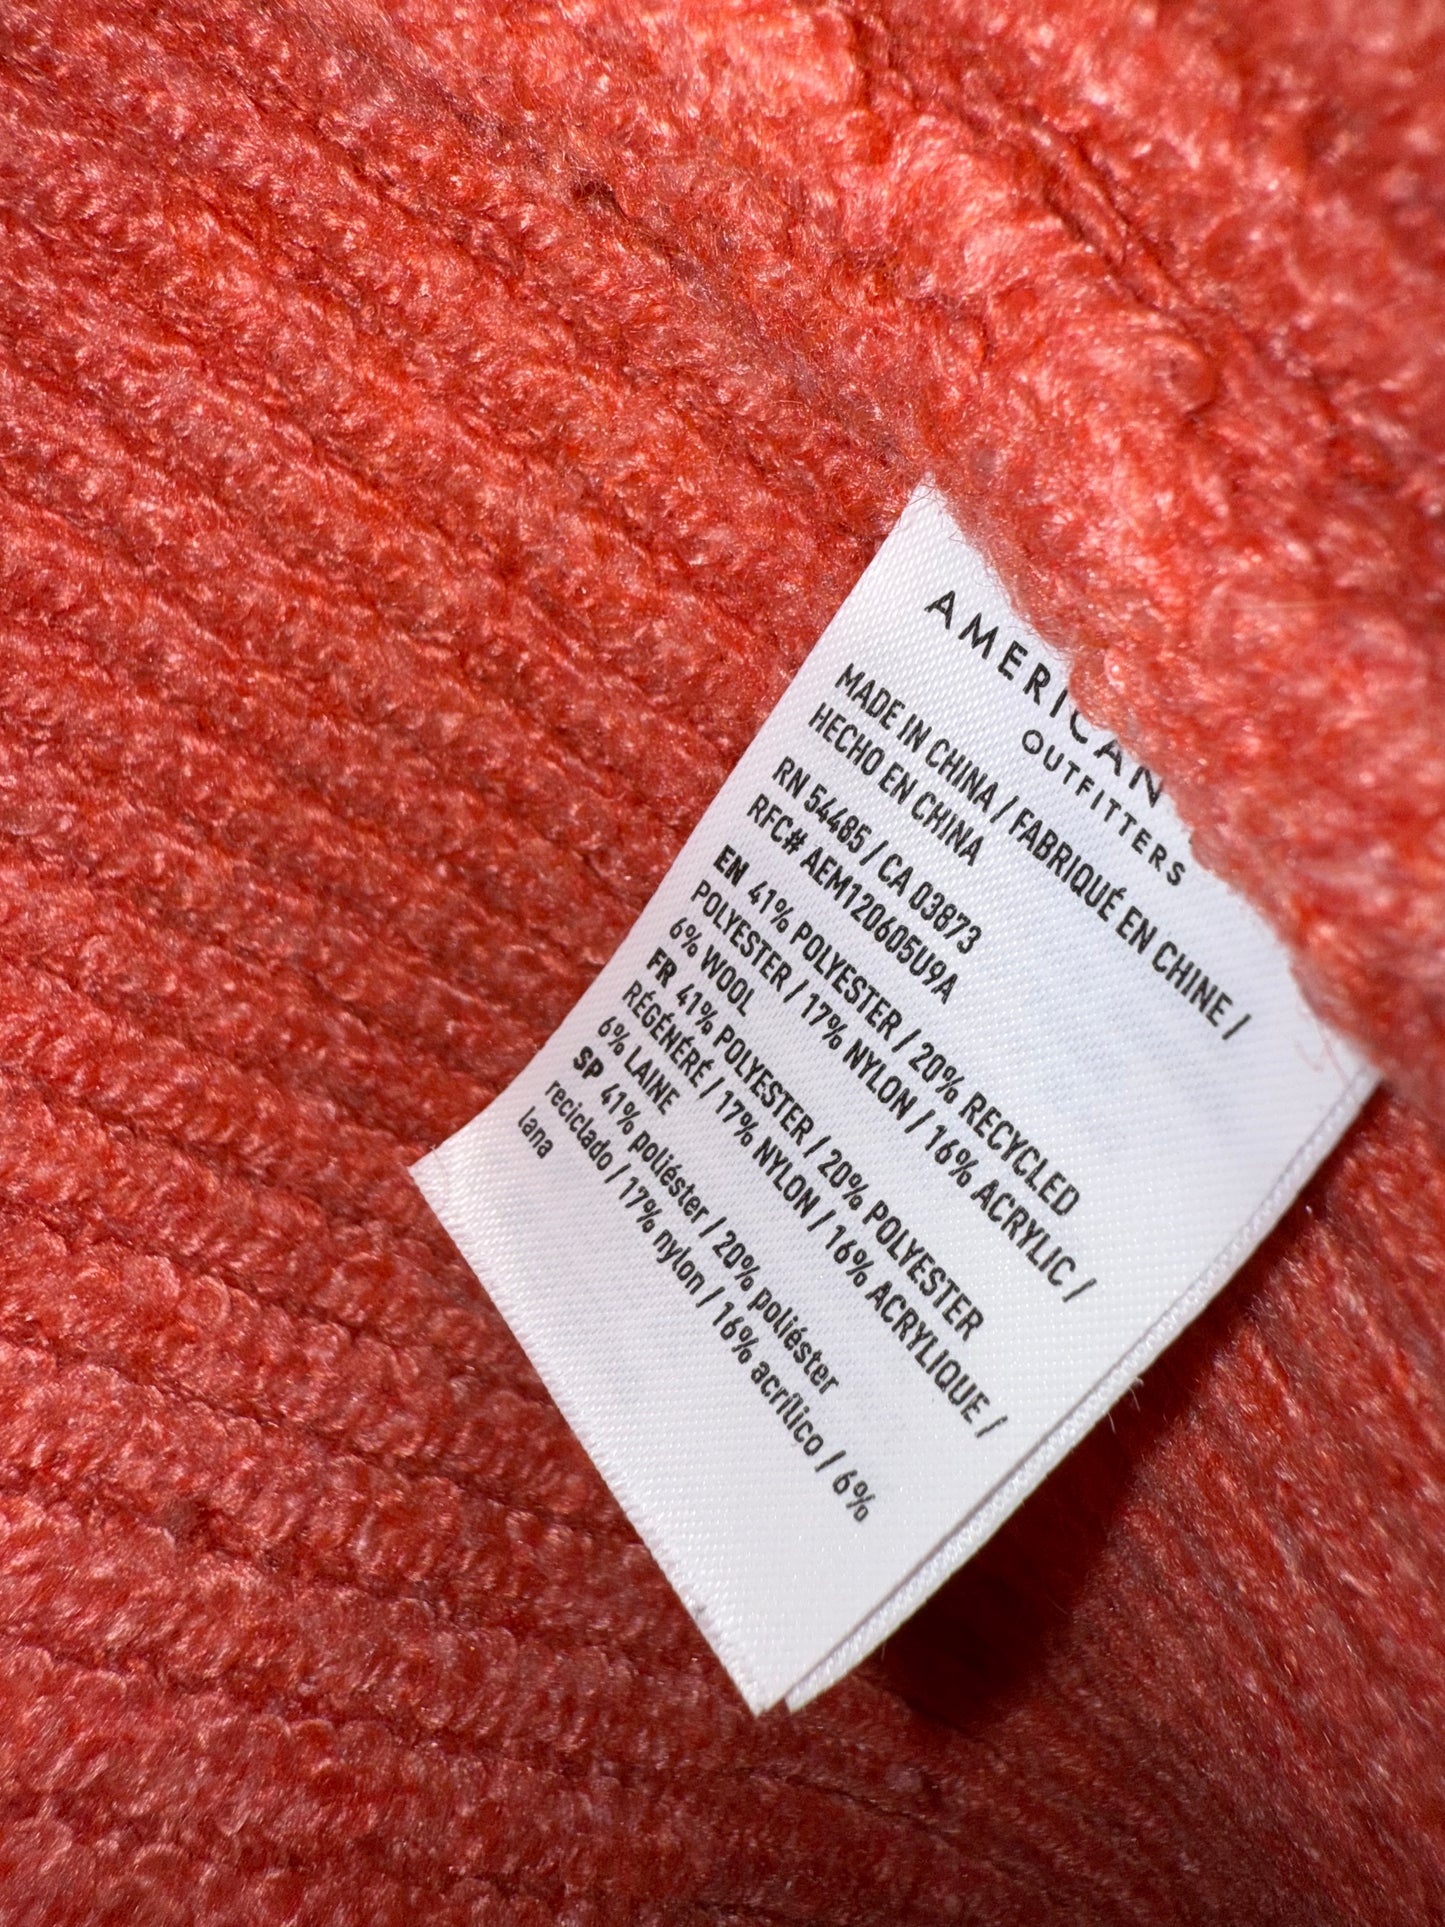 AMERICAN
OUTFITTERS
MADE IN CHINA / FABRIQUÉ EN CHINE /
HECHO EN CHINA
RN 54485 / CA 03873
RFC# AEM120605U9A
EN 41% POLYESTER / 20% RECYCLED
POLYESTER / 17% NYLON / 16% ACRYLIC /
6% WOOL
FR 41% POLYESTER / 20% POLYESTER
RÉGÉNÉRÉ / 17% NYLON / 16% ACRYLIQUE /
6% LAINE
SP 41% poliéster / 20% poliéster
reciclado / 17% nylon / 16% acrílico / 6%
lana